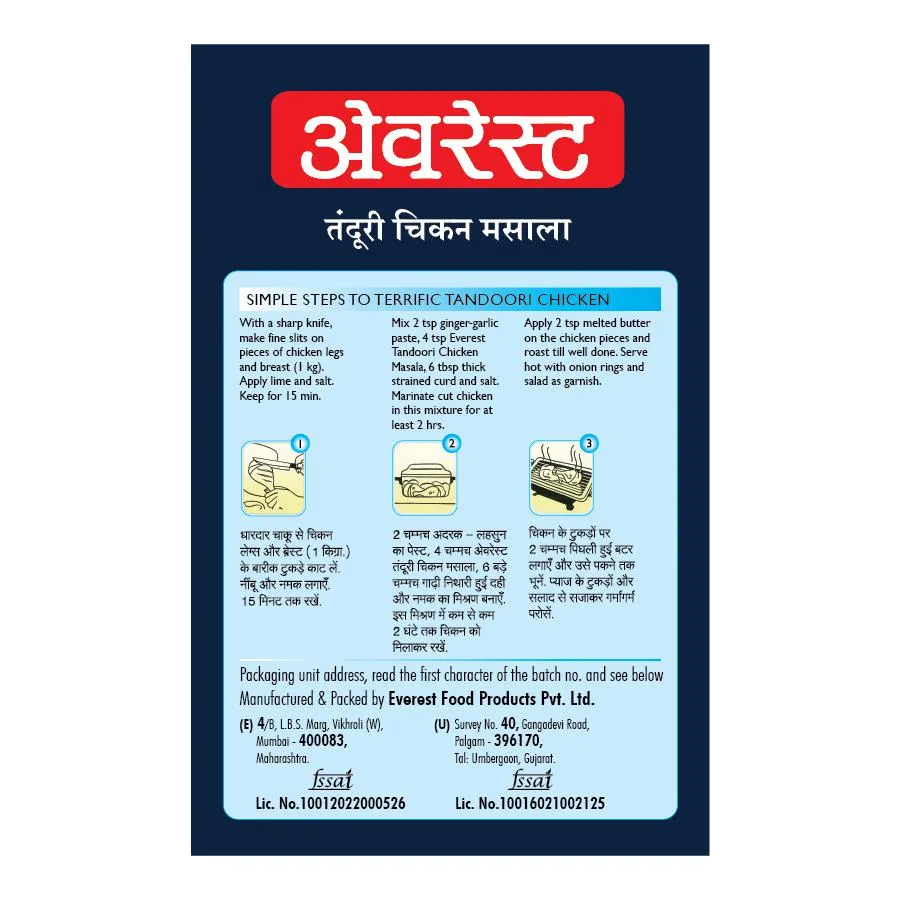 अेवरेस्ट
तंदूरी चिकन मसाला
SIMPLE STEPS TO TERRIFIC TANDOORI CHICKEN
With a sharp knife,
make fine slits on
pieces of chicken legs
and breast (1 kg).
Apply lime and salt.
Keep for 15 min.
Mix 2 tsp ginger-garlic
paste, 4 tsp Everest
Tandoori Chicken
Masala, 6 tbsp thick
strained curd and salt.
Marinate cut chicken
in this mixture for at
least 2 hrs.
Apply 2 tsp melted butter
on the chicken pieces and
roast till well done. Serve
hot with onion rings and
salad as garnish.
1
2
3
धारदार चाकू से चिकन
लेग्स और ब्रेस्ट (1 किग्रा.)
के बारीक टुकड़े काट लें.
नींबू और नमक लगाएँ.
15 मिनट तक रखें.
2 चम्मच अदरक – लहसुन
का पेस्ट, 4 चम्मच अेवरेस्ट
तंदूरी चिकन मसाला, 6 बड़े
चम्मच गाढ़ी निथारी हुई दही
और नमक का मिश्रण बनाएँ.
इस मिश्रण में कम से कम
2 घंटे तक चिकन को
मिलाकर रखें.
चिकन के टुकड़ों पर
2 चम्मच पिघली हुई बटर
लगाएँ और उसे पकने तक
भूनें. प्याज के टुकड़ों और
सलाद से सजाकर गर्मागर्म
परोसें.
Packaging unit address, read the first character of the batch no. and see below
Manufactured & Packed by Everest Food Products Pvt. Ltd.
(E) 4/B, L.B.S. Marg, Vikhroli (W),
Mumbai - 400083,
Maharashtra.
fssai
Lic. No.10012022000526
(U) Survey No. 40, Gangadevi Road,
Palgam - 396170,
Tal: Umbergaon, Gujarat.
fssai
Lic. No.10016021002125